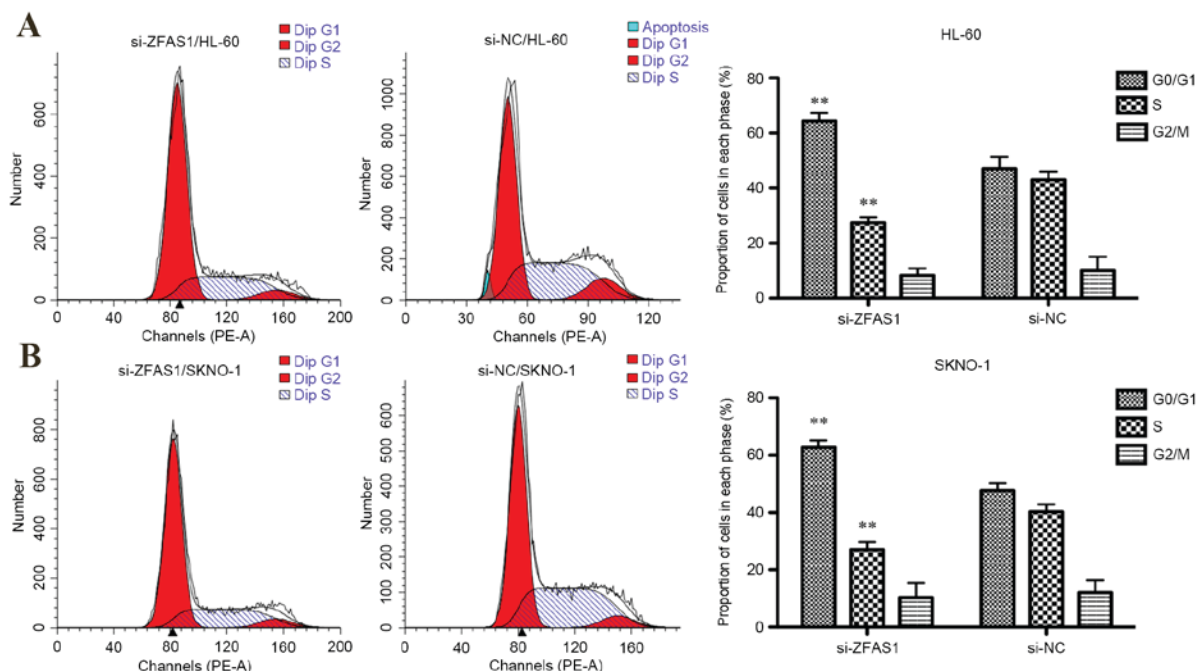 A
si-ZFAS1/HL-60
Dip G1
Dip G2
Dip S
Number
0 200 400 600
0 40 80 120 160 200
Channels (PE-A)
si-NC/HL-60
Apoptosis
Dip G1
Dip G2
Dip S
Number
0 200 400 600 800 1000
30 60 90 120
Channels (PE-A)
HL-60
Proportion of cells in each phase (%)
80
60
40
20
0
**
**
si-ZFAS1
si-NC
G0/G1
S
G2/M
B
si-ZFAS1/SKNO-1
Dip G1
Dip G2
Dip S
Number
0 200 400 600 800
0 40 80 120 160 200
Channels (PE-A)
si-NC/SKNO-1
Dip G1
Dip G2
Dip S
Number
0 100 200 300 400 500 600
0 40 80 120 160
Channels (PE-A)
SKNO-1
Proportion of cells in each phase (%)
80
60
40
20
0
**
**
si-ZFAS1
si-NC
G0/G1
S
G2/M